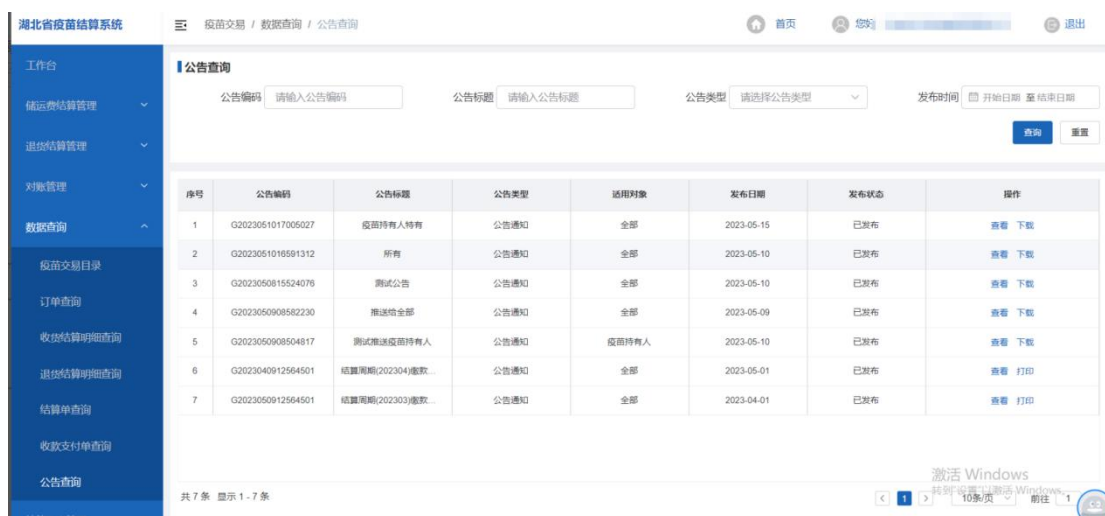 湖北省疫苗结算系统
疫苗交易 / 数据查询 / 公告查询
首页 您好 退出
工作台
储运费结算管理
退货结算管理
对账管理
数据查询
疫苗交易目录
订单查询
收货结算明细查询
退货结算明细查询
结算单查询
收款支付单查询
公告查询
公告查询
公告编码 请输入公告编码 公告标题 请输入公告标题 公告类型 请选择公告类型 发布时间 开始日期 至 结束日期
查询 重置
序号 公告编码 公告标题 公告类型 适用对象 发布日期 发布状态 操作
1 G2023051017005027 疫苗持有人特有 公告通知 全部 2023-05-15 已发布 查看 下载
2 G2023051016591312 所有 公告通知 全部 2023-05-10 已发布 查看 下载
3 G2023050815524076 测试公告 公告通知 全部 2023-05-10 已发布 查看 下载
4 G2023050908582230 推送给全部 公告通知 全部 2023-05-09 已发布 查看 下载
5 G2023050908504817 测试推送疫苗持有人 公告通知 疫苗持有人 2023-05-10 已发布 查看 下载
6 G2023040912564501 结算周期(202304)缴款... 公告通知 全部 2023-05-01 已发布 查看 打印
7 G2023050912564501 结算周期(202303)缴款... 公告通知 全部 2023-04-01 已发布 查看 打印
激活 Windows
转到"设置"以激活 Windows。
共 7 条 显示 1 - 7 条 1 10条/页 前往 1